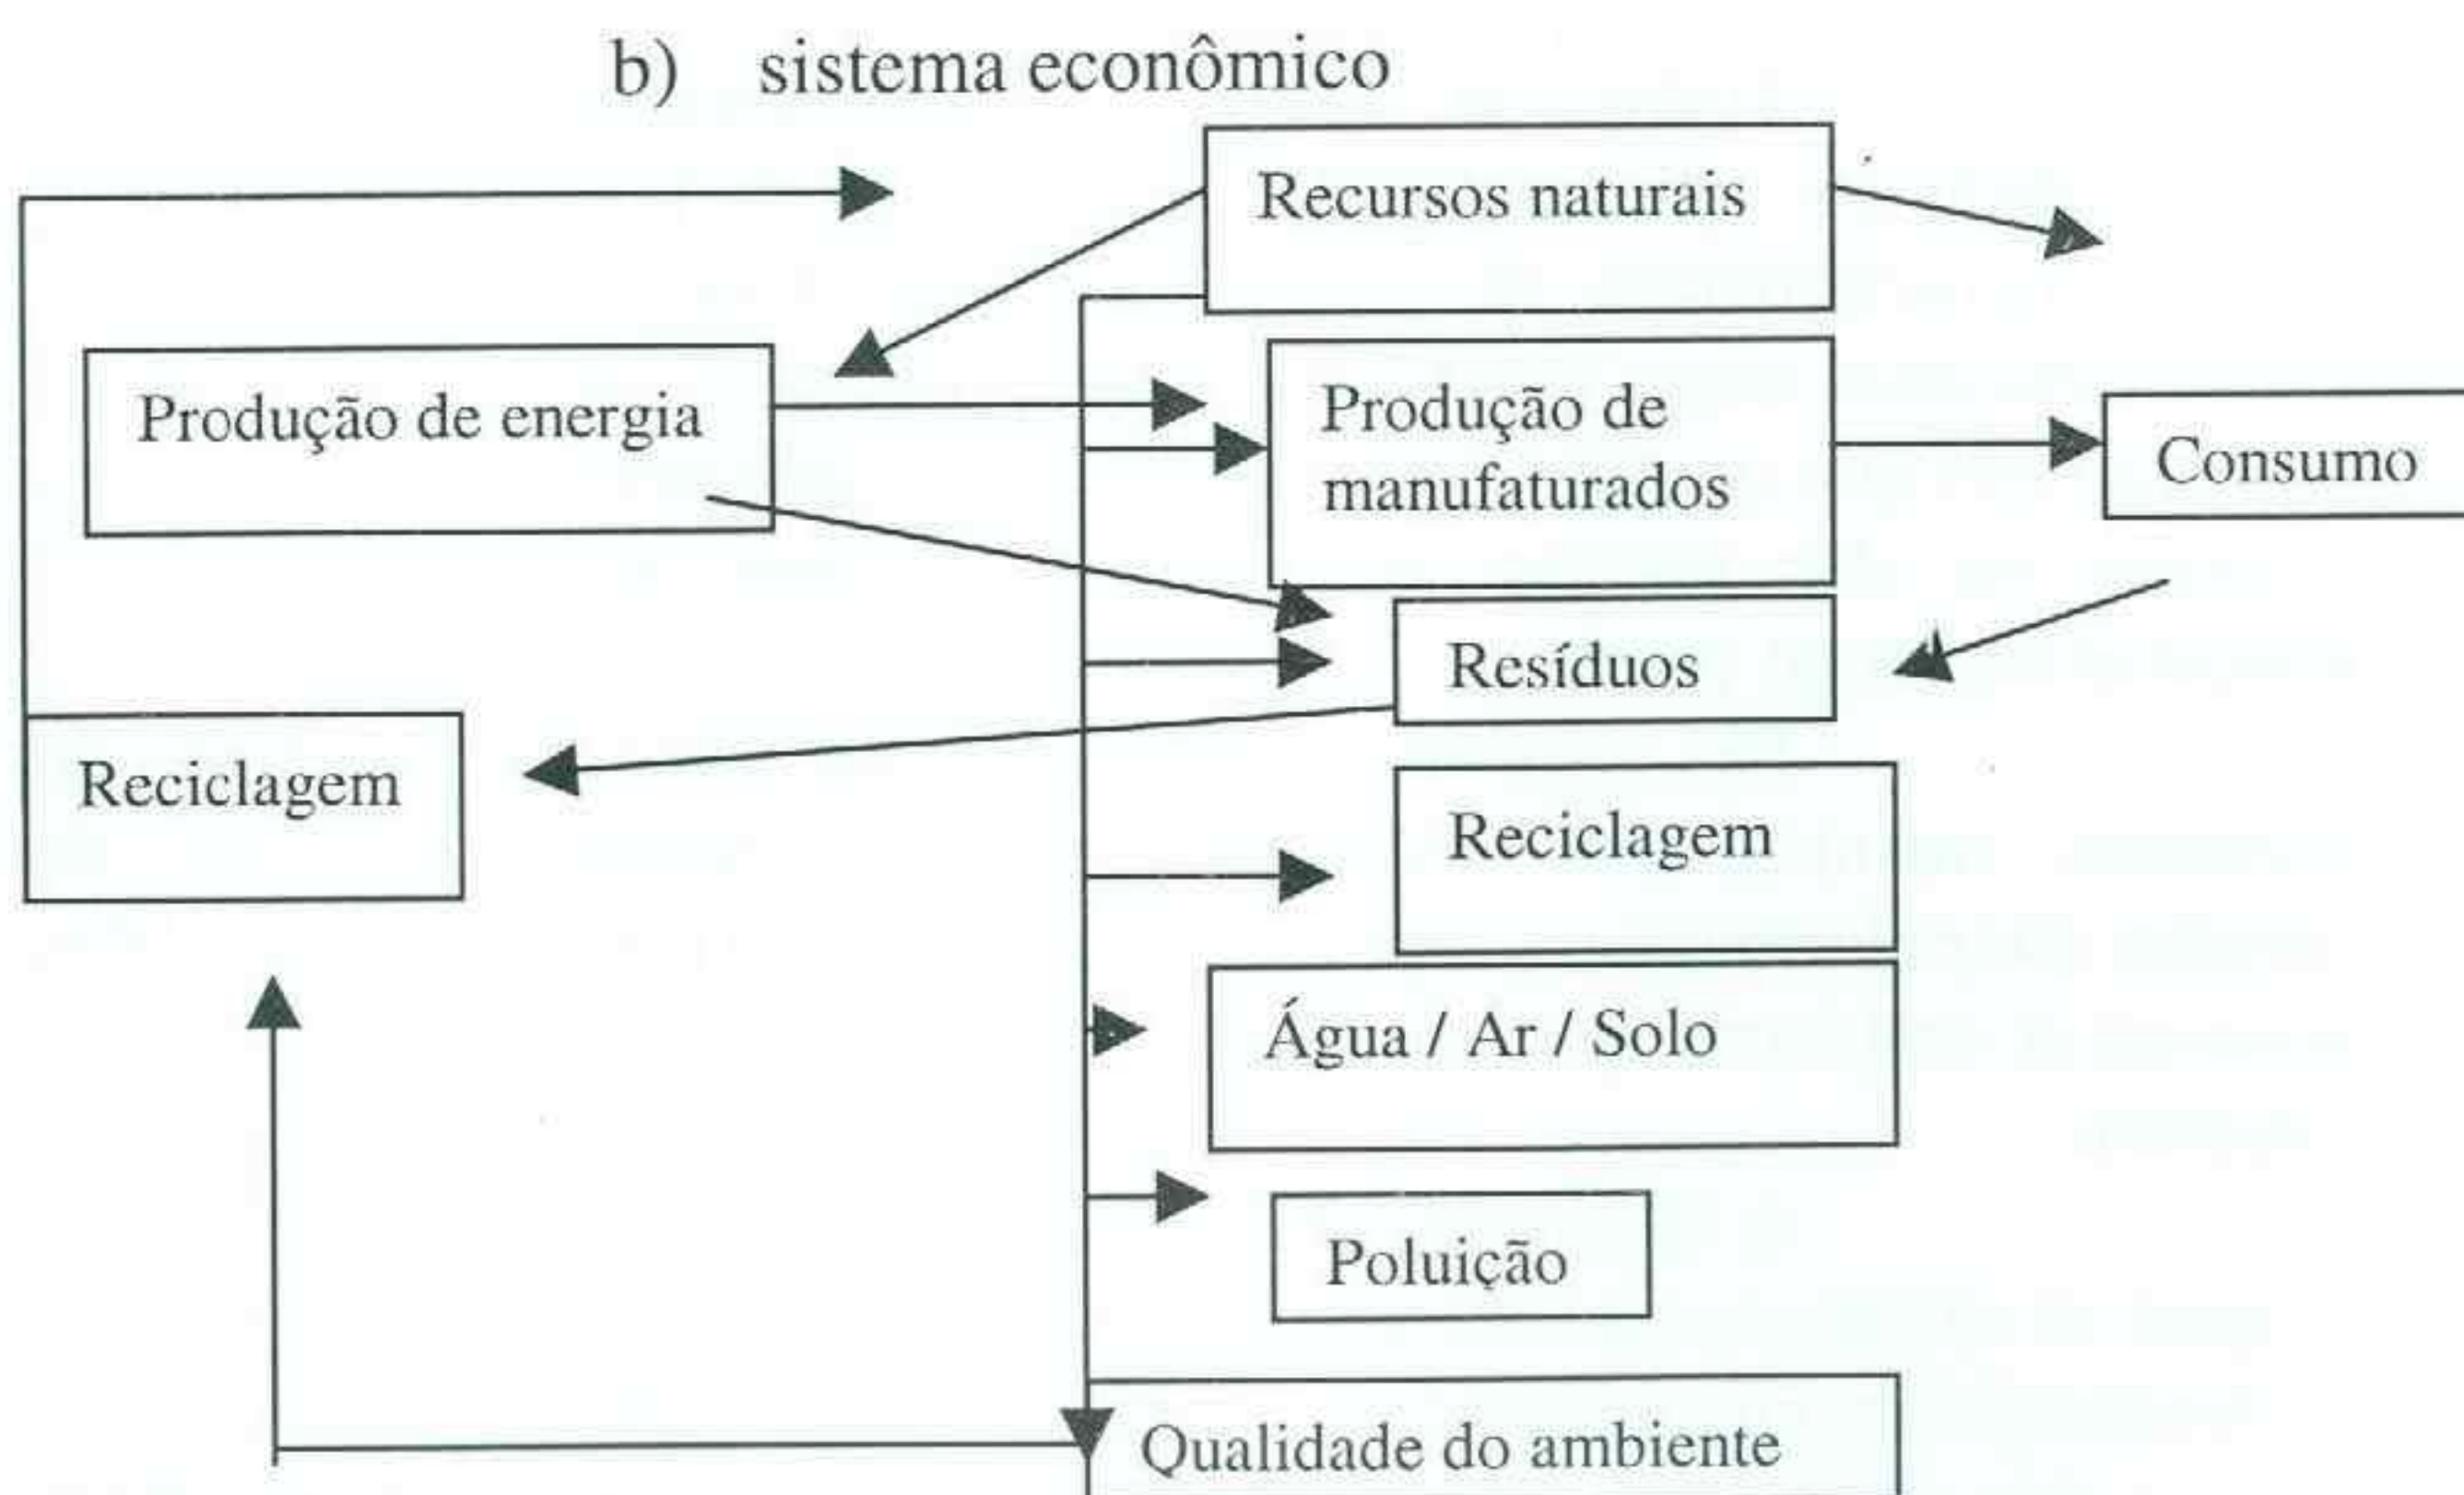 b) sistema econômico
Recursos naturais
Produção de energia
Produção de
manufaturados
Consumo
Resíduos
Reciclagem
Reciclagem
Água / Ar / Solo
Poluição
Qualidade do ambiente